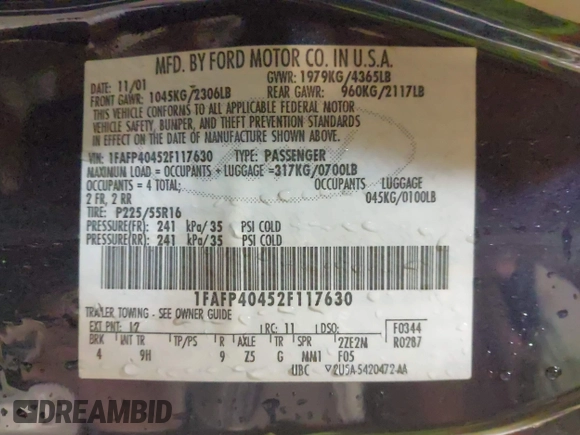 MFD. BY FORD MOTOR CO. IN U.S.A.
DATE: 11/01 GVWR: 1979KG/4365LB
FRONT GAWR: 1045KG/2306LB REAR GAWR: 960KG/2117LB
THIS VEHICLE CONFORMS TO ALL APPLICABLE FEDERAL MOTOR
VEHICLE SAFETY, BUMPER, AND THEFT PREVENTION STANDARDS
IN EFFECT ON THE DATE OF MANUFACTURE SHOWN ABOVE.
VIN: 1FAFP40452F117630 TYPE: PASSENGER
MAXIMUM LOAD = OCCUPANTS + LUGGAGE =317KG/0700LB
OCCUPANTS = 4 TOTAL; OCCUPANTS LUGGAGE
2 FR, 2 RR 045KG/0100LB
TIRE: P225/55R16
PRESSURE(FR): 241 kPa/35 PSI COLD
PRESSURE(RR): 241 kPa/35 PSI COLD
1FAFP40452F117630
TRAILER TOWING - SEE OWNER GUIDE
EXT PNT: RC: 11 DSO: F0344
BRK INT TR TP/PS R AXLE TR SPR 2ZE2N R0287
4 9H 9 Z5 G MM1 F05
UBC 2U5A-5420472-AA
DREAMBID